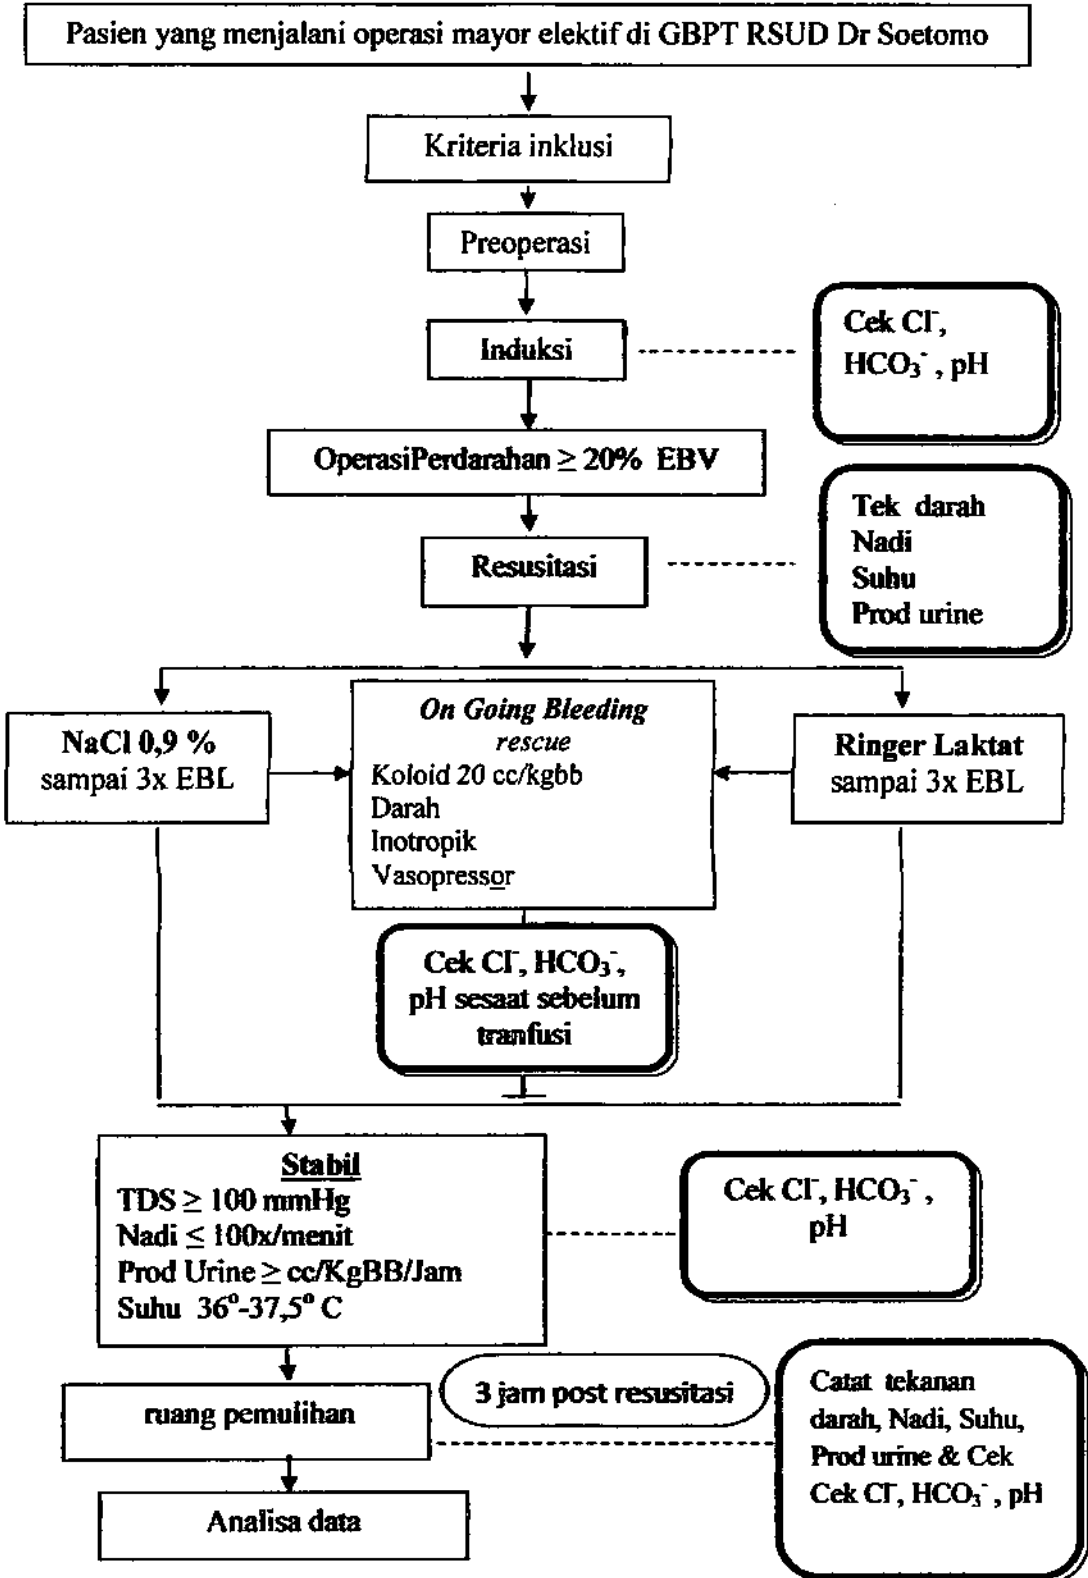 Pasien yang menjalani operasi mayor elektif di GBPT RSUD Dr Soetomo
Kriteria inklusi
Preoperasi
Induksi
Cek Cl⁻,
HCO₃⁻ , pH
OperasiPerdarahan ≥ 20% EBV
Resusitasi
Tek darah
Nadi
Suhu
Prod urine
NaCl 0,9 %
sampai 3x EBL
On Going Bleeding
rescue
Koloid 20 cc/kgbb
Darah
Inotropik
Vasopressor
Ringer Laktat
sampai 3x EBL
Cek Cl⁻, HCO₃⁻,
pH sesaat sebelum
tranfusi
Stabil
TDS ≥ 100 mmHg
Nadi ≤ 100x/menit
Prod Urine ≥ cc/KgBB/Jam
Suhu 36°-37,5° C
Cek Cl⁻, HCO₃⁻ ,
pH
ruang pemulihan
3 jam post resusitasi
Catat tekanan
darah, Nadi, Suhu,
Prod urine & Cek
Cek Cl⁻, HCO₃⁻ , pH
Analisa data